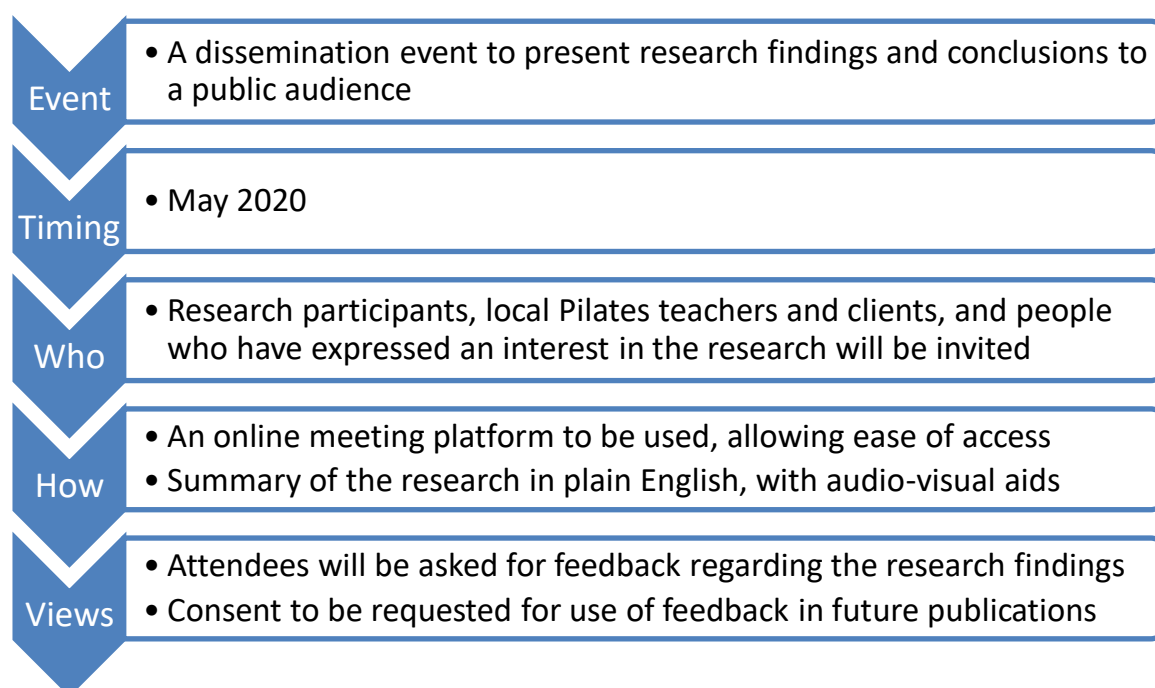 Event
• A dissemination event to present research findings and conclusions to
a public audience
Timing
• May 2020
Who
• Research participants, local Pilates teachers and clients, and people
who have expressed an interest in the research will be invited
How
• An online meeting platform to be used, allowing ease of access
• Summary of the research in plain English, with audio-visual aids
Views
• Attendees will be asked for feedback regarding the research findings
• Consent to be requested for use of feedback in future publications